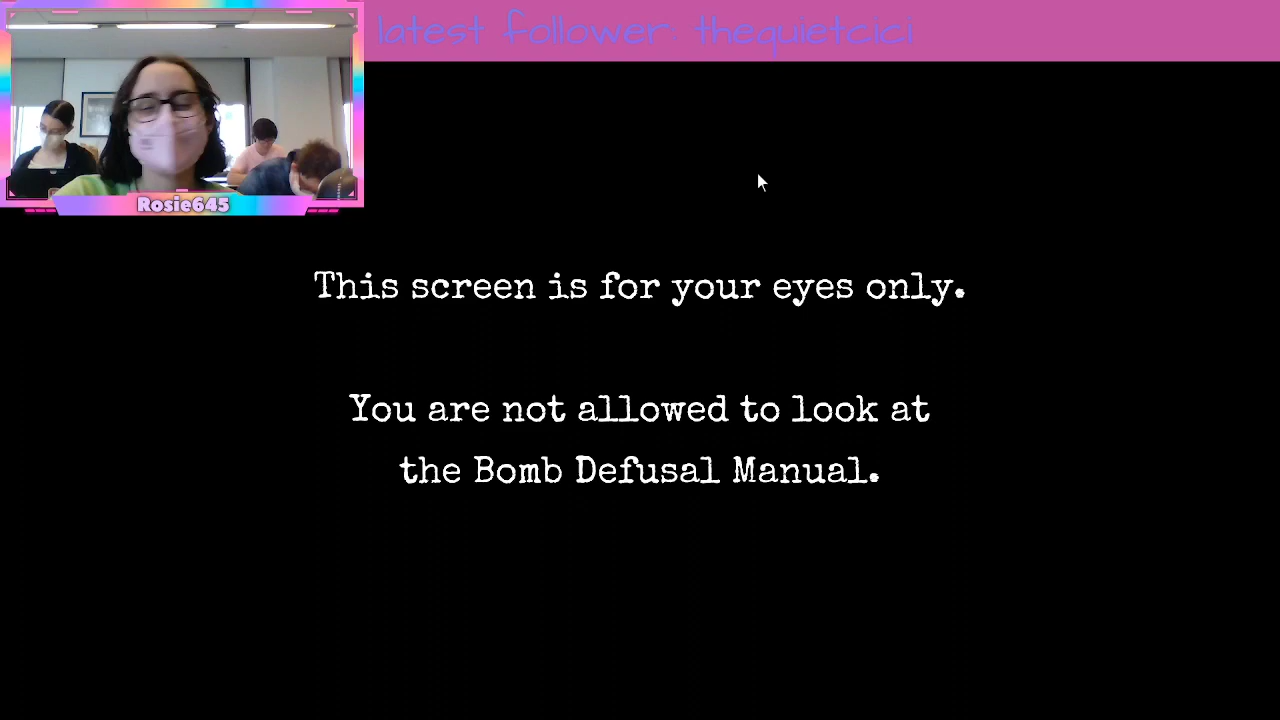 latest follower: thequietcici
Rosie645
This screen is for your eyes only.
You are not allowed to look at
the Bomb Defusal Manual.